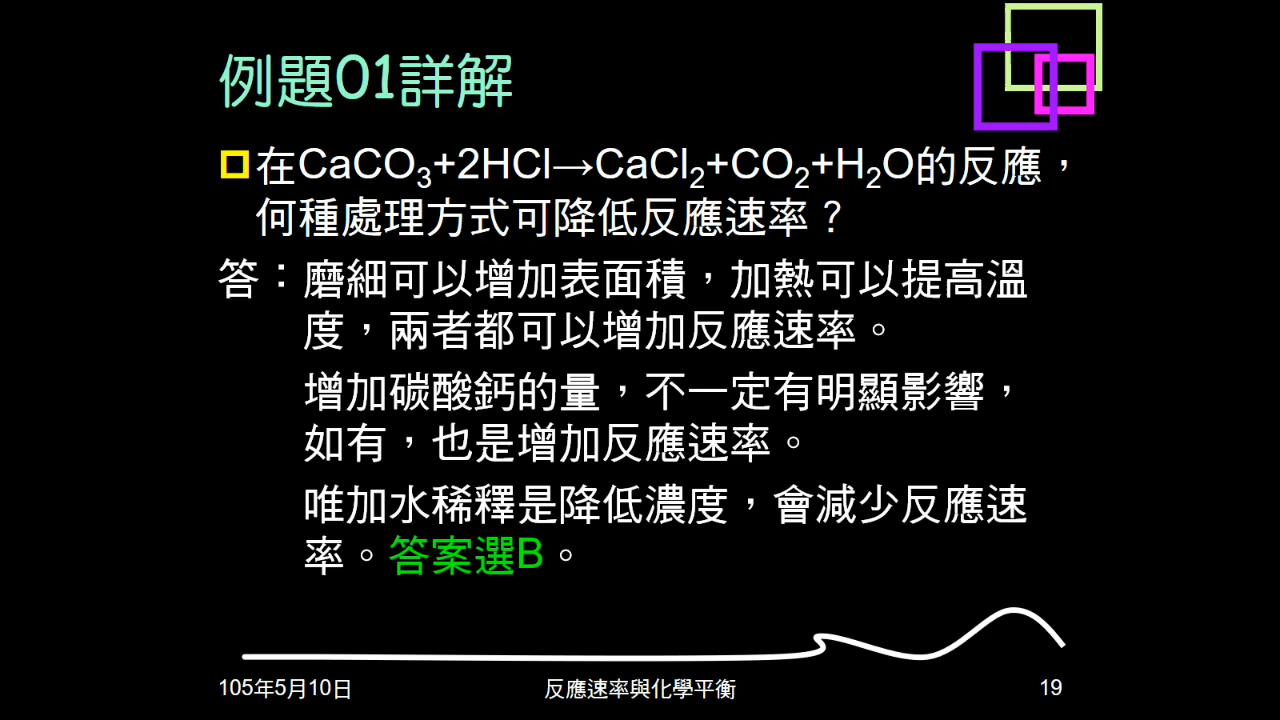 例題01詳解
在CaCO₃+2HCl→CaCl₂+CO₂+H₂O的反應，
何種處理方式可降低反應速率？
答：磨細可以增加表面積，加熱可以提高溫
度，兩者都可以增加反應速率。
增加碳酸鈣的量，不一定有明顯影響，
如有，也是增加反應速率。
唯加水稀釋是降低濃度，會減少反應速
率。答案選B。
105年5月10日
反應速率與化學平衡
19